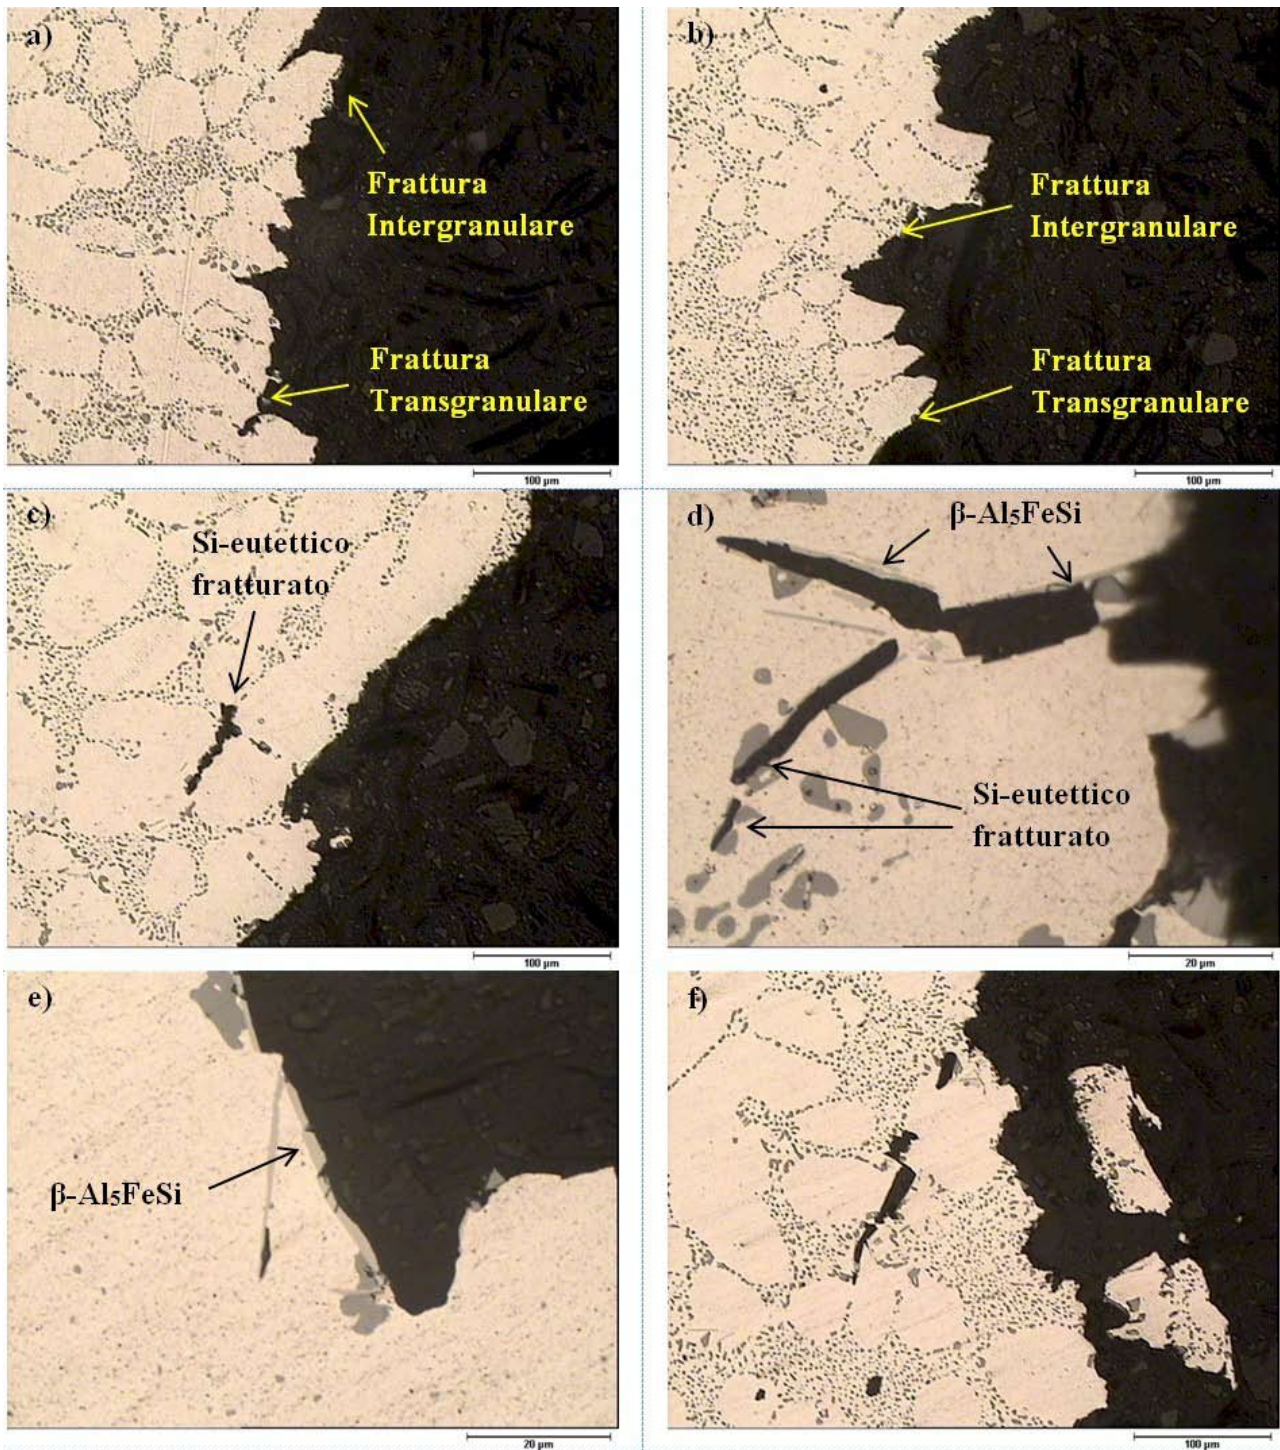 a)
Frattura
Intergranulare
Frattura
Transgranulare
100 µm
b)
Frattura
Intergranulare
Frattura
Transgranulare
100 µm
c)
Si-eutettico
fratturato
100 µm
d)
β-Al₅FeSi
Si-eutettico
fratturato
20 µm
e)
β-Al₅FeSi
20 µm
f)
100 µm